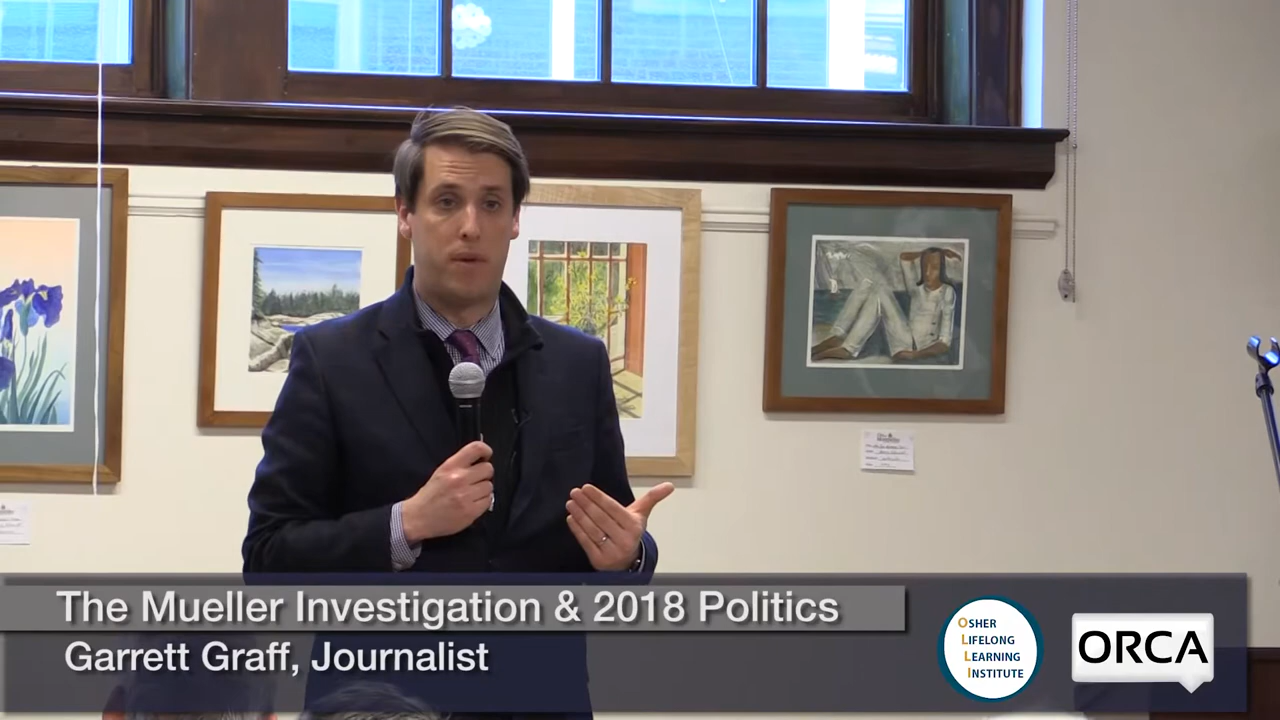 The Mueller Investigation & 2018 Politics
Garrett Graff, Journalist
OSHER
LIFELONG
LEARNING
INSTITUTE
ORCA